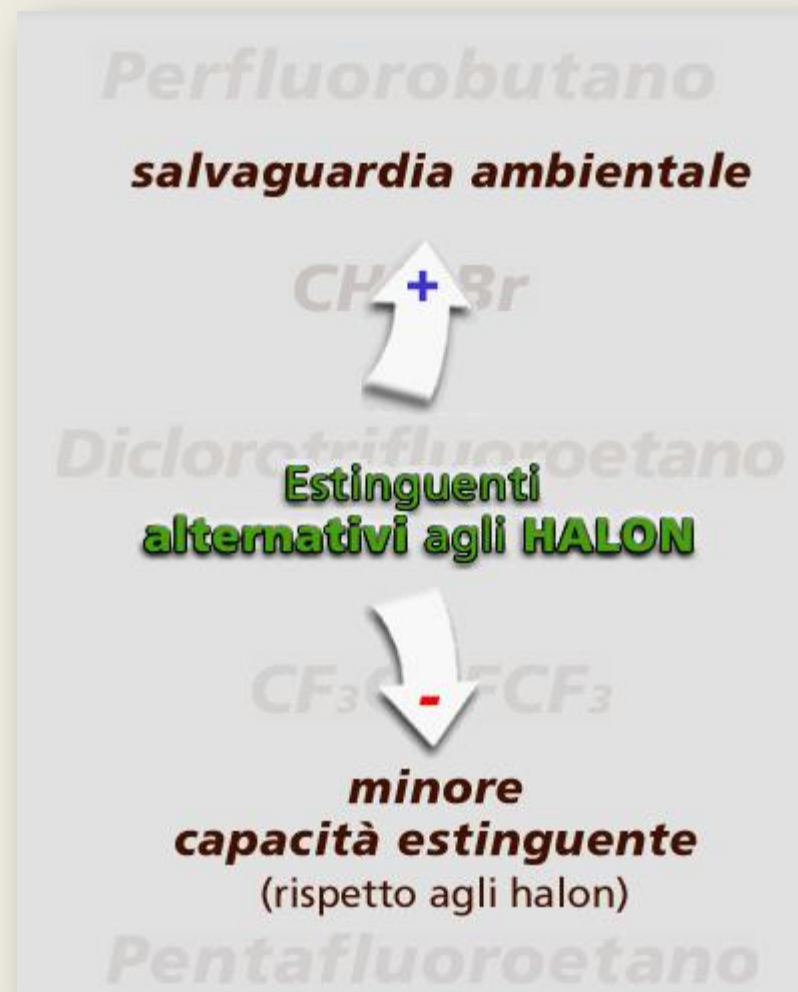 Perfluorobutano
salvaguardia ambientale
+
Diclorotrifluoroetano
Estinguenti
alternativi agli HALON
-
minore
capacità estinguente
(rispetto agli halon)
Pentafluoroetano